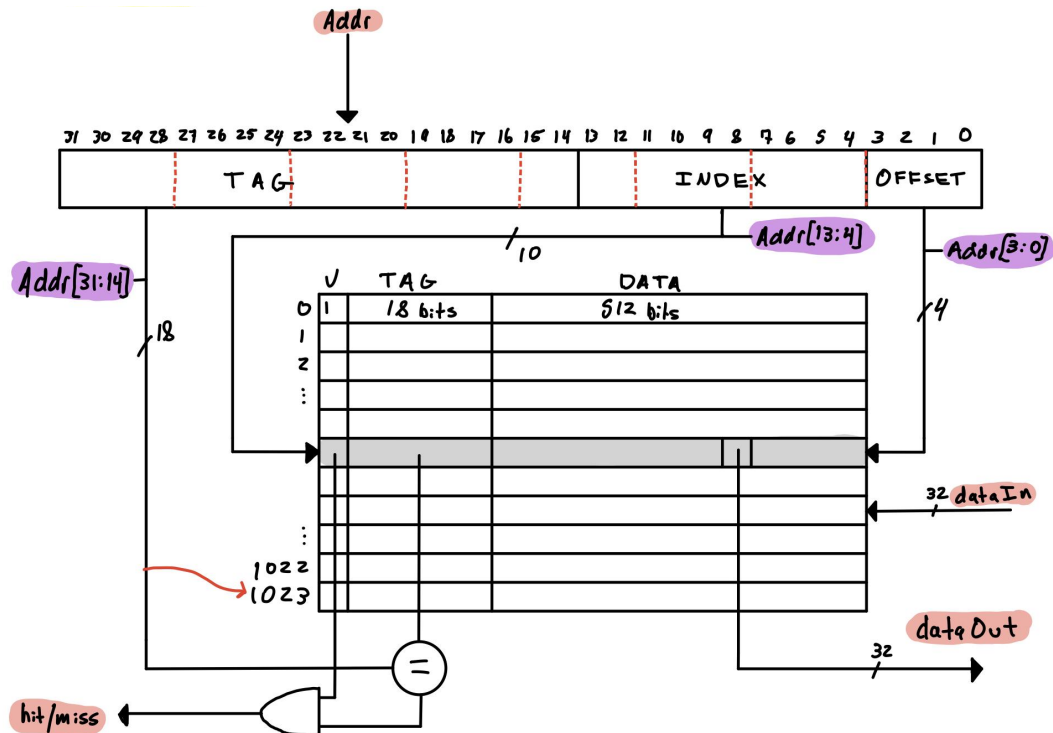 Addr
31 30 29 28 27 26 25 24 23 22 21 20 19 18 17 16 15 14 13 12 11 10 9 8 7 6 5 4 3 2 1 0
TAG INDEX OFFSET
10
Addr[13:4]
Addr[3:0]
Addr[31:14]
V TAG DATA
0 1 18 bits 512 bits
4
1
18
2
...
32 dataIn
...
1022
1023
dataOut
32
=
hit/miss